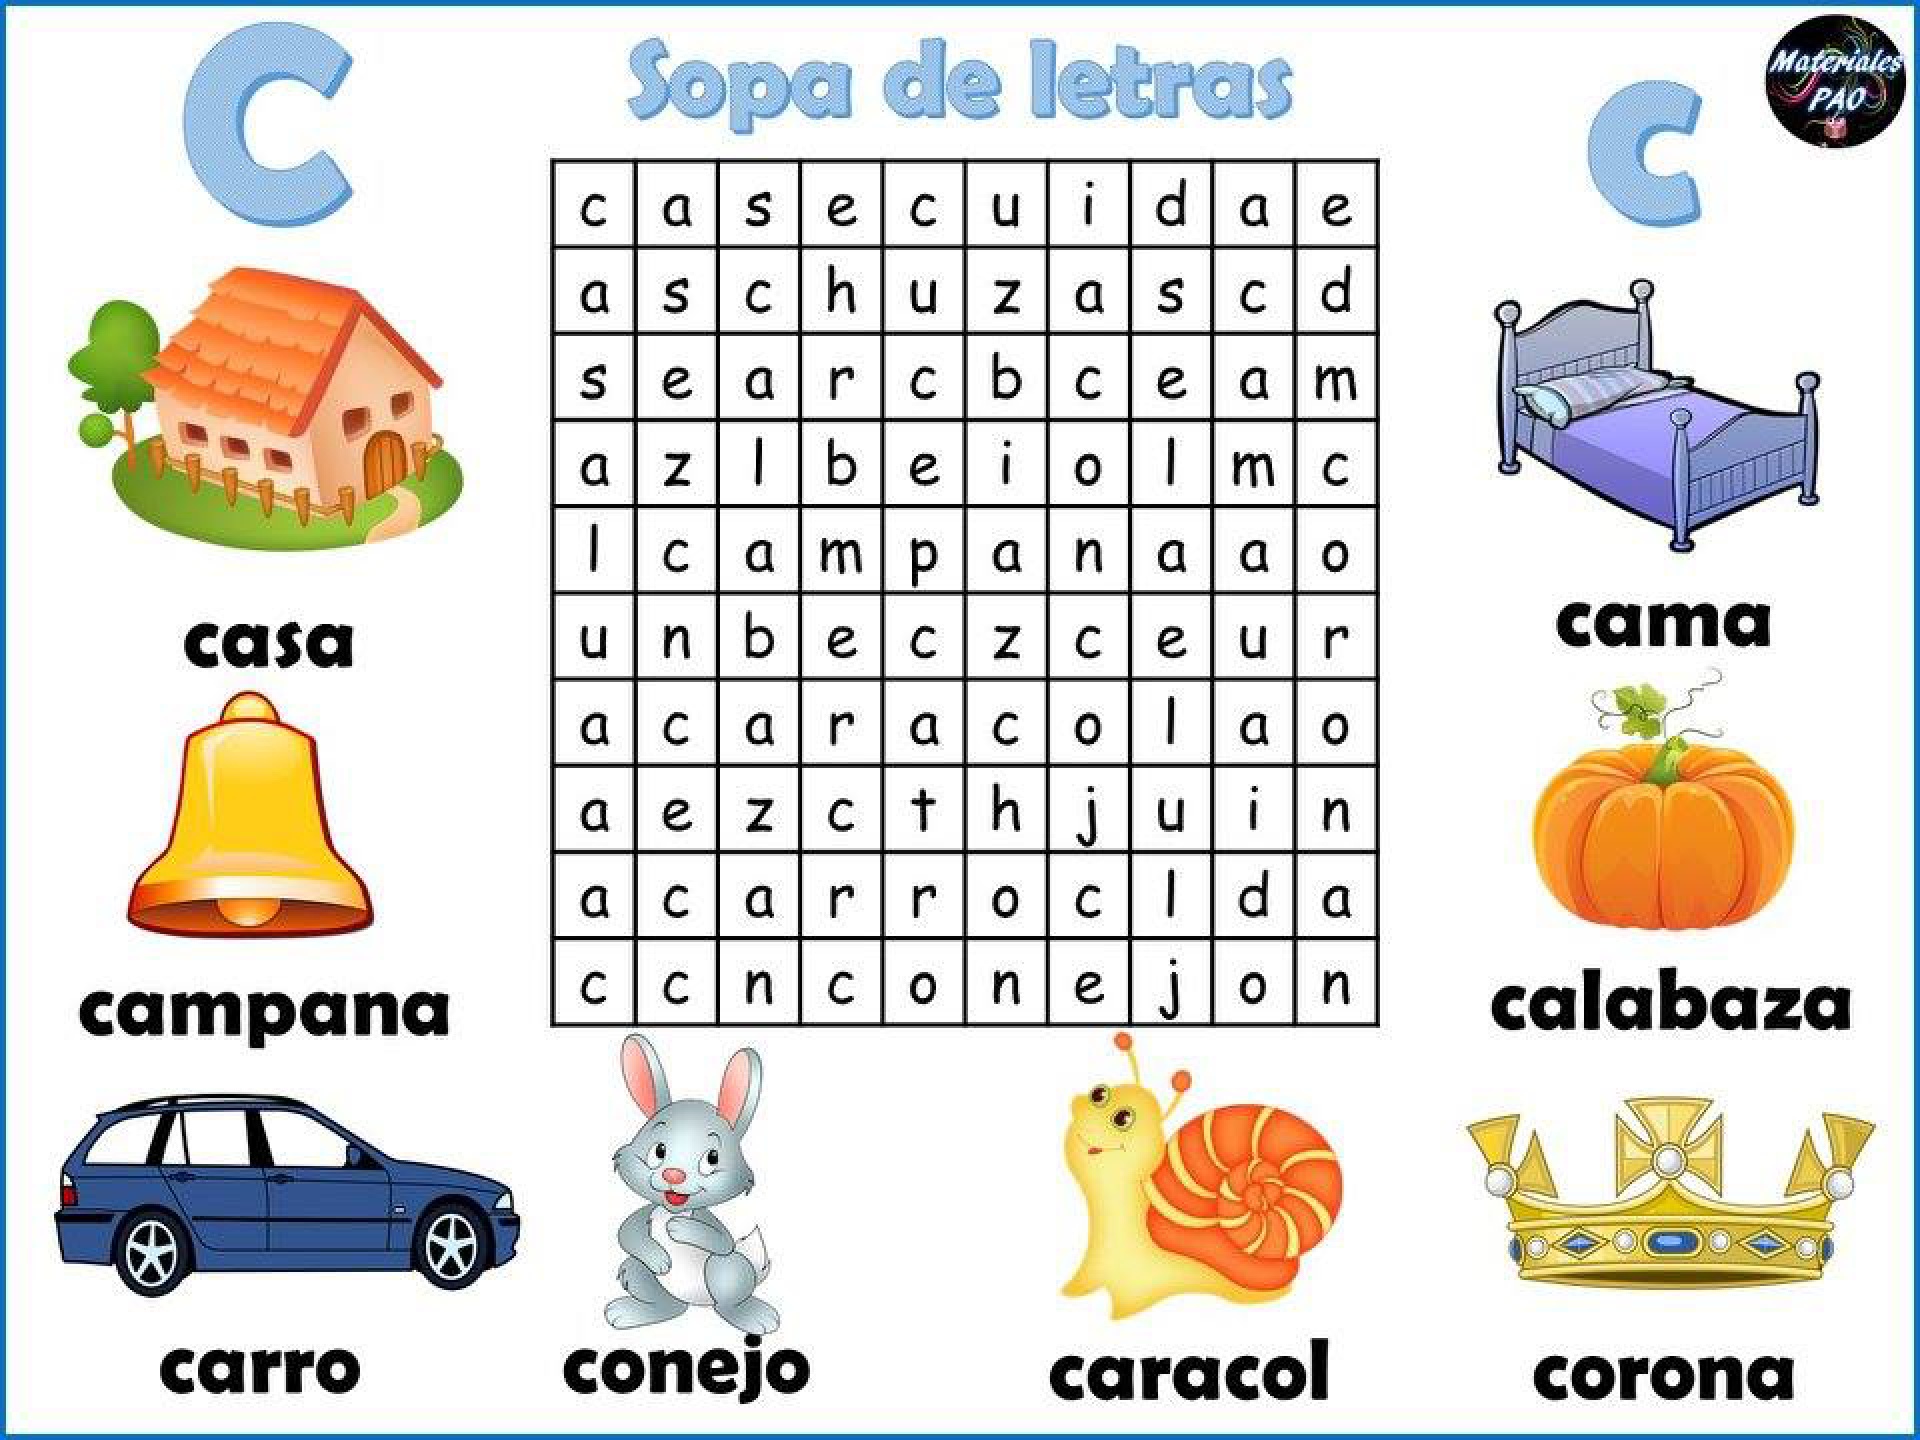 C
Sopa de letras
c
Materiales
PAO
c a s e c u i d a e
a s c h u z a s c d
s e a r c b c e a m
a z l b e i o l m c
l c a m p a n a a o
u n b e c z c e u r
a c a r a c o l a o
a e z c t h j u i n
a c a r r o c l d a
c c n c o n e j o n
casa
cama
campana
calabaza
carro
conejo
caracol
corona